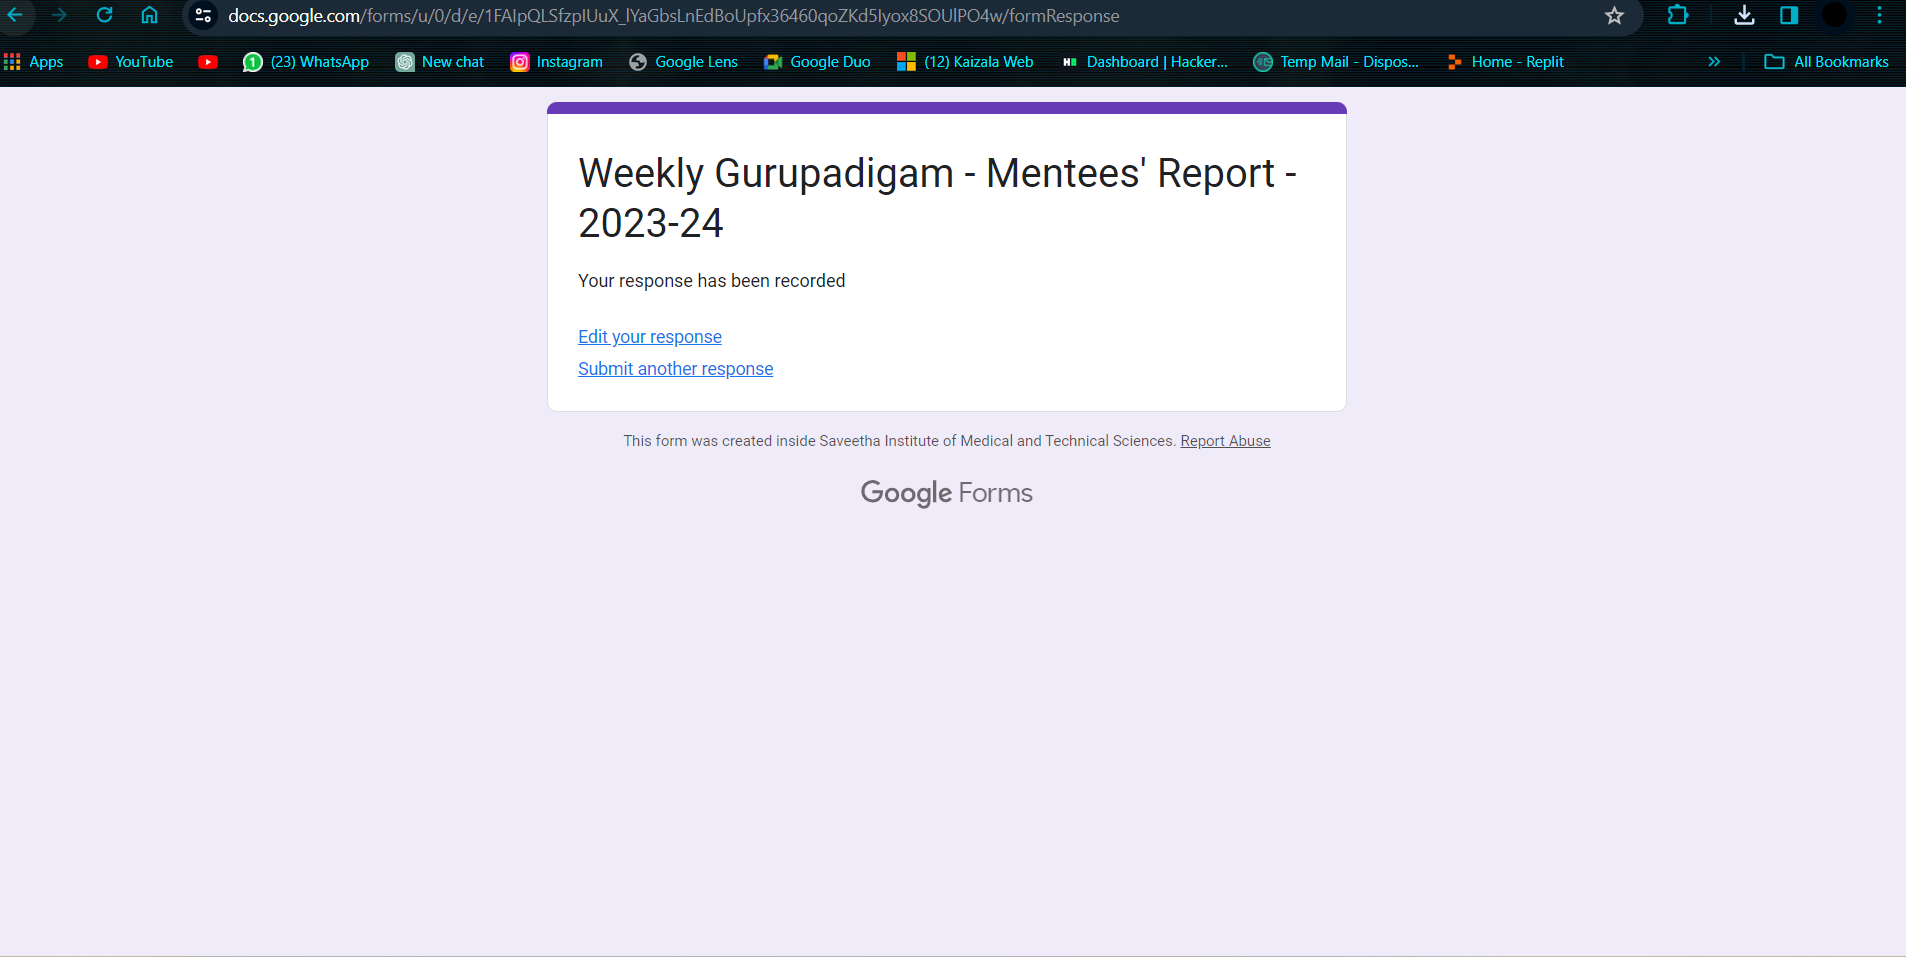 docs.google.com/forms/u/0/d/e/1FAIpQLSfzpIUuX_lYaGbsLnEdBoUpfx36460qoZKd5Iyox8SOUlPO4w/formResponse
Apps YouTube (23) WhatsApp New chat Instagram Google Lens Google Duo (12) Kaizala Web Dashboard | Hacker... Temp Mail - Dispos... Home - Replit » All Bookmarks
Weekly Gurupadigam - Mentees' Report -
2023-24
Your response has been recorded
Edit your response
Submit another response
This form was created inside Saveetha Institute of Medical and Technical Sciences. Report Abuse
Google Forms